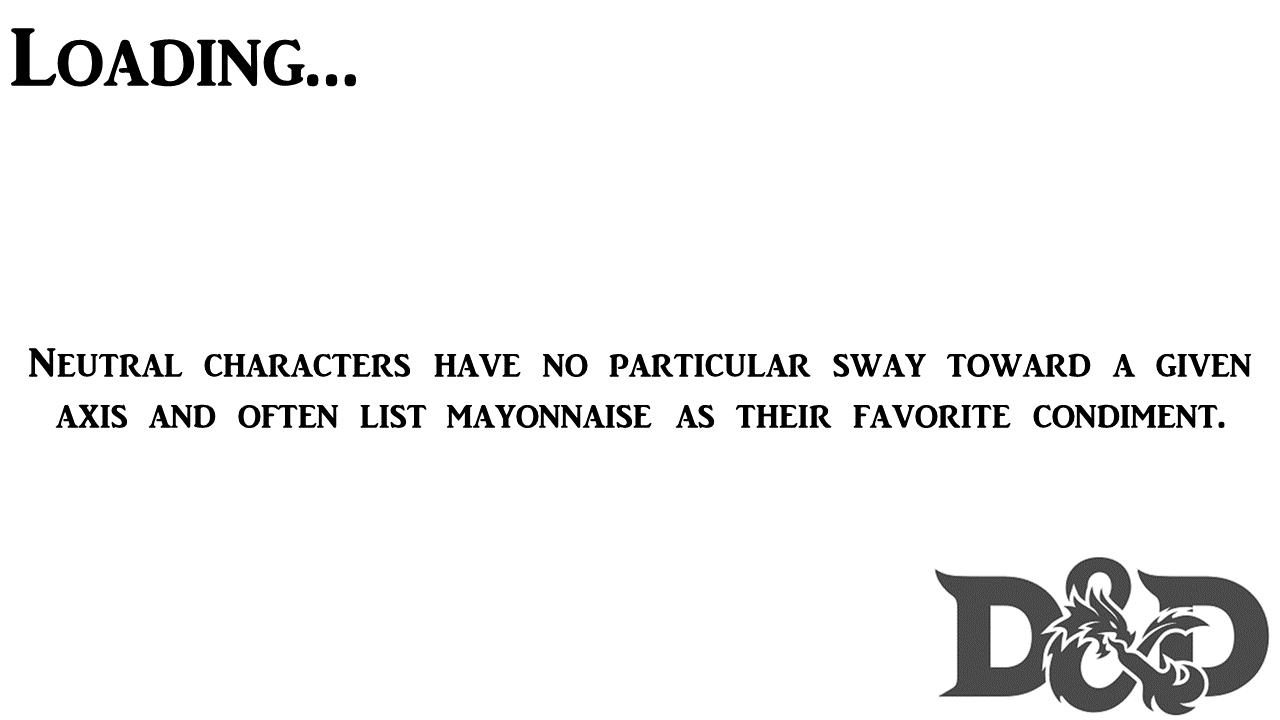 Loading...
Neutral characters have no particular sway toward a given
axis and often list mayonnaise as their favorite condiment.
D&D